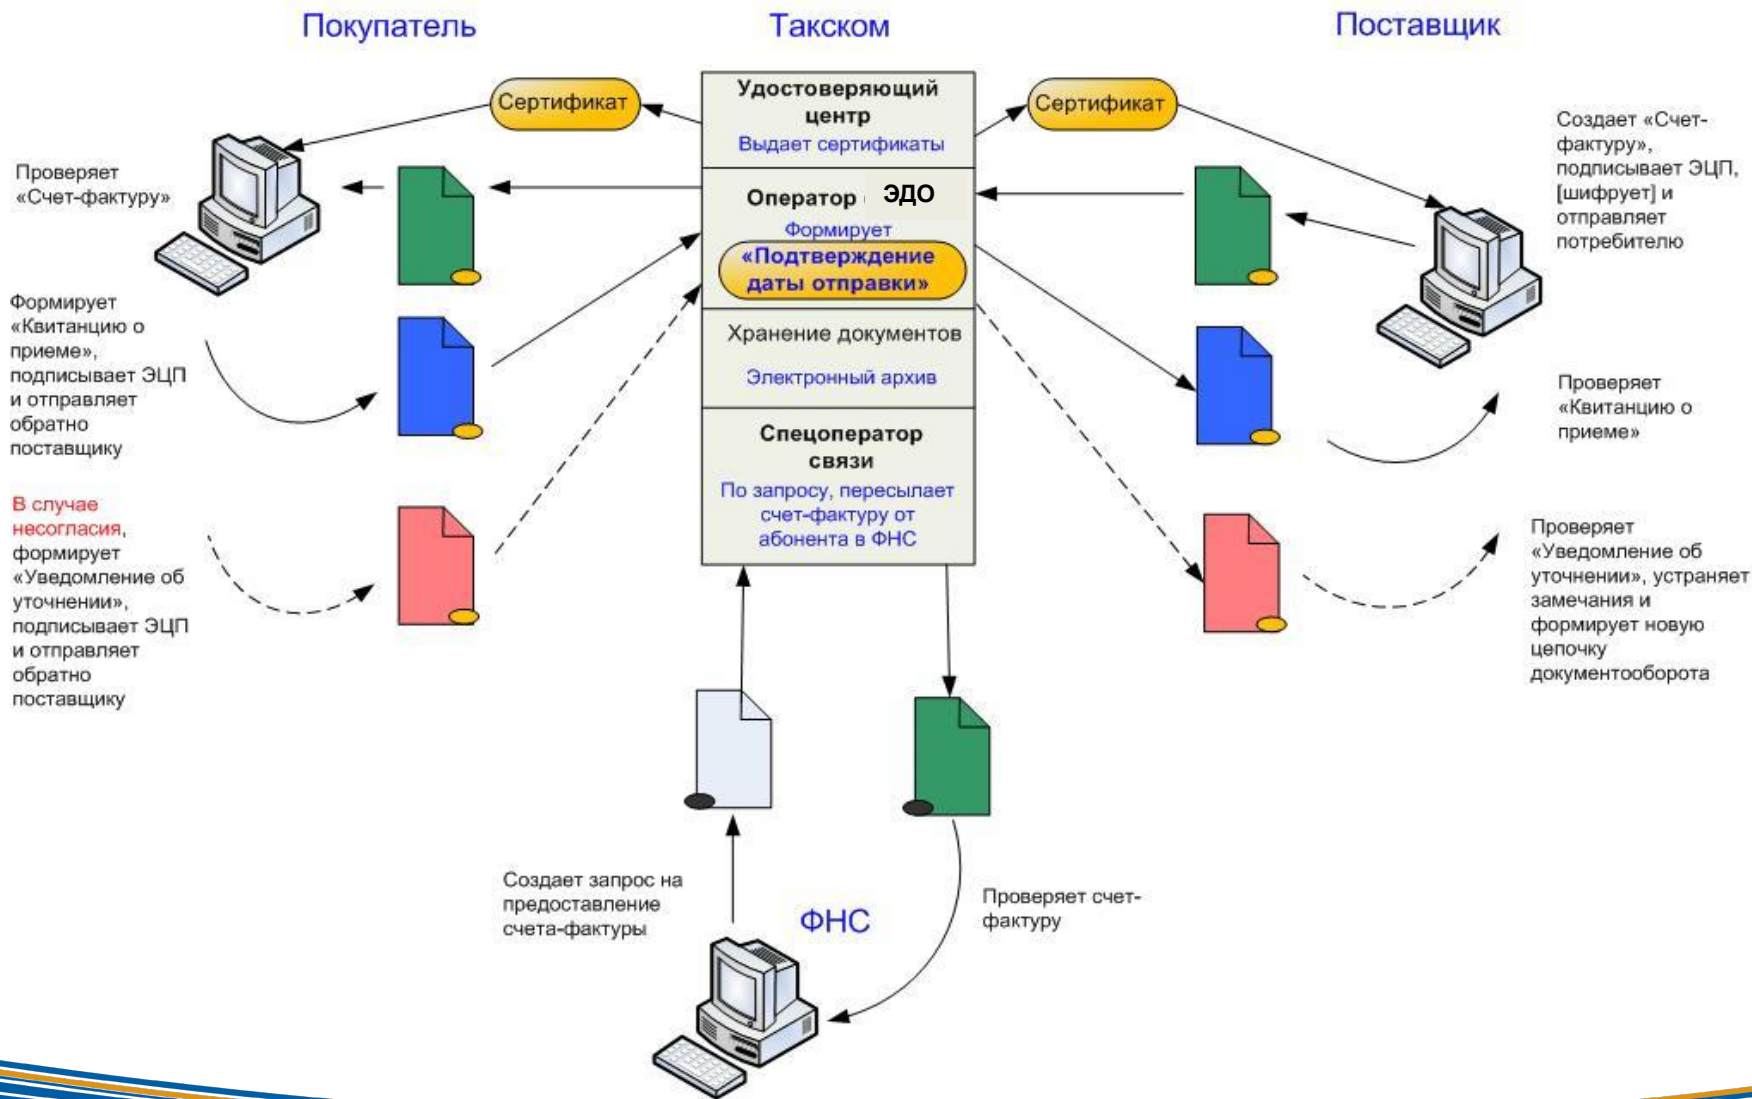 Покупатель
Такском
Поставщик
Сертификат
Удостоверяющий
центр
Выдает сертификаты
Сертификат
Создает «Счет-
фактуру»,
подписывает ЭЦП,
[шифрует] и
отправляет
потребителю
Проверяет
«Счет-фактуру»
Оператор ЭДО
Формирует
«Подтверждение
даты отправки»
Формирует
«Квитанцию о
приеме»,
подписывает ЭЦП
и отправляет
обратно
поставщику
Хранение документов
Электронный архив
Проверяет
«Квитанцию о
приеме»
Спецоператор
связи
По запросу, пересылает
счет-фактуру от
абонента в ФНС
В случае
несогласия,
формирует
«Уведомление об
уточнении»,
подписывает ЭЦП
и отправляет
обратно
поставщику
Проверяет
«Уведомление об
уточнении», устраняет
замечания и
формирует новую
цепочку
документооборота
Создает запрос на
предоставление
счета-фактуры
ФНС
Проверяет счет-
фактуру